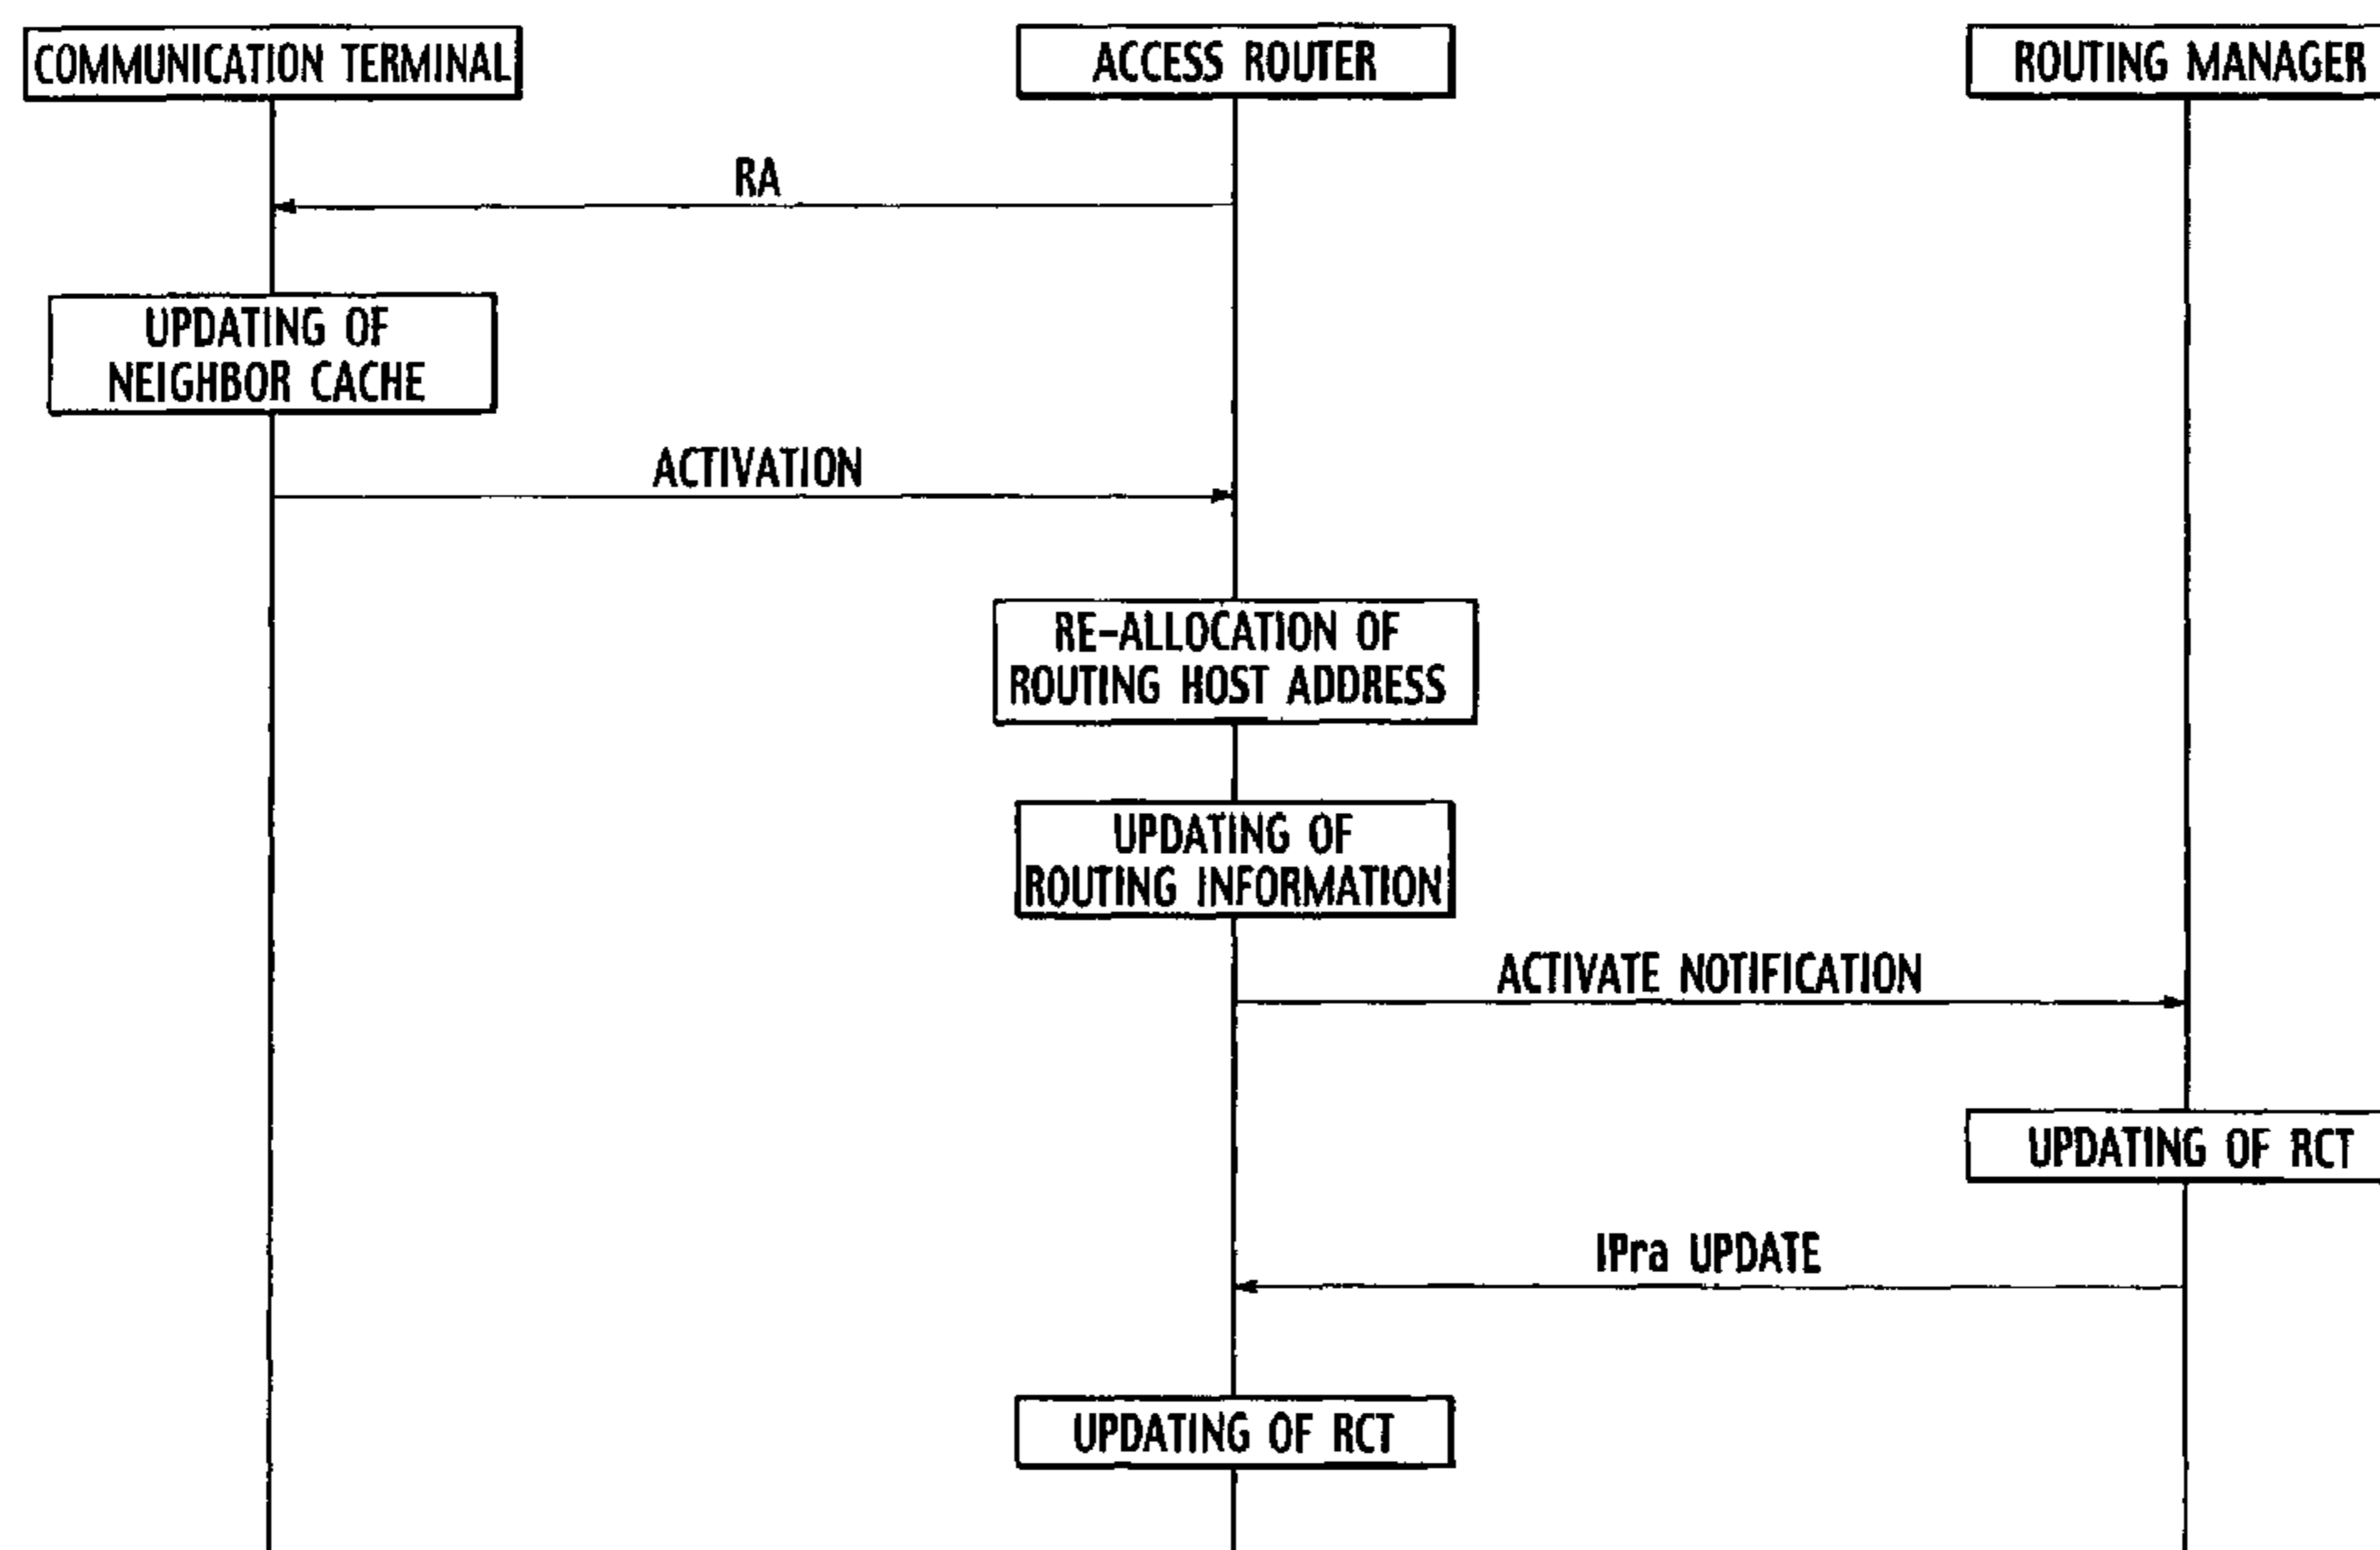 COMMUNICATION TERMINAL
ACCESS ROUTER
ROUTING MANAGER
RA
UPDATING OF
NEIGHBOR CACHE
ACTIVATION
RE-ALLOCATION OF
ROUTING HOST ADDRESS
UPDATING OF
ROUTING INFORMATION
ACTIVATE NOTIFICATION
UPDATING OF RCT
IPra UPDATE
UPDATING OF RCT